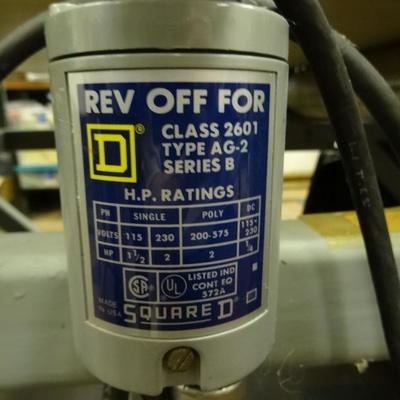 REV OFF FOR
D®
CLASS 2601
TYPE AG-2
SERIES B
H.P. RATINGS
PH SINGLE POLY DC
VOLTS 115 230 200-575 115-230
HP 1 1/2 2 2 1/4
SA® UL® LISTED IND
CONT EQ
572A
MADE IN USA SQUARE D